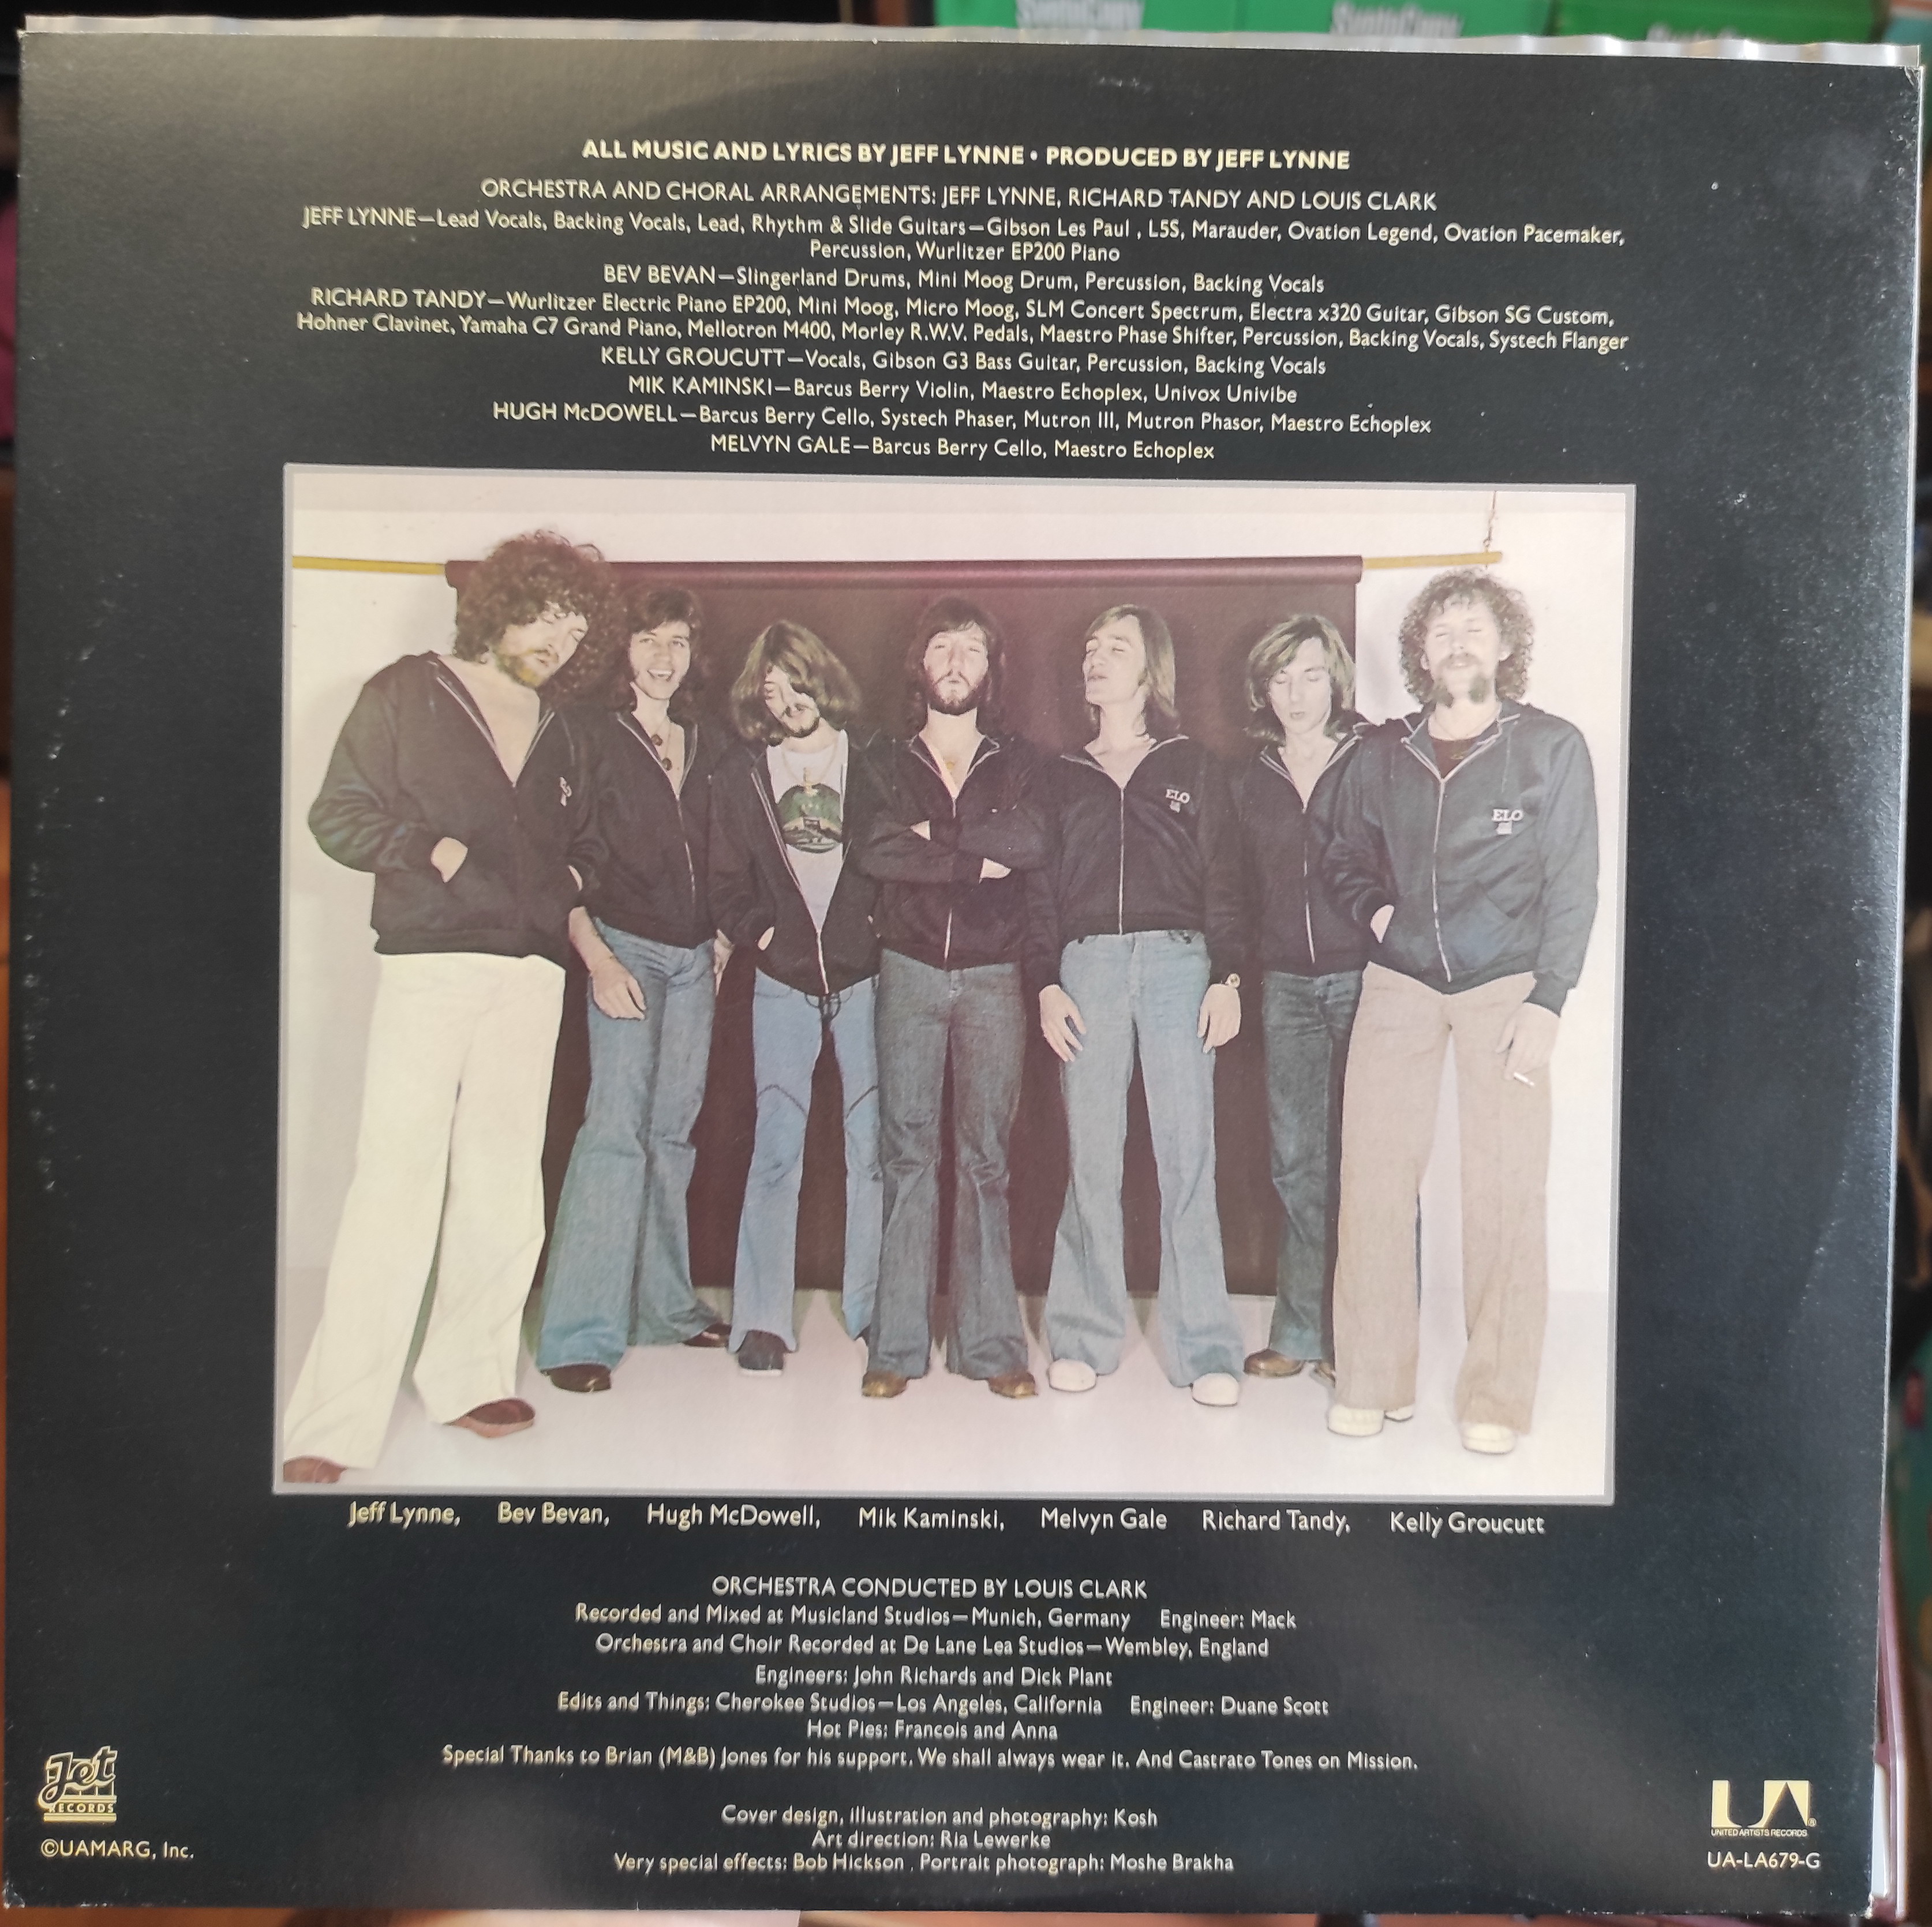 SvetoCopy
SvetoCopy
ALL MUSIC AND LYRICS BY JEFF LYNNE • PRODUCED BY JEFF LYNNE
ORCHESTRA AND CHORAL ARRANGEMENTS: JEFF LYNNE, RICHARD TANDY AND LOUIS CLARK
JEFF LYNNE—Lead Vocals, Backing Vocals, Lead, Rhythm & Slide Guitars—Gibson Les Paul , L5S, Marauder, Ovation Legend, Ovation Pacemaker,
Percussion, Wurlitzer EP200 Piano
BEV BEVAN—Slingerland Drums, Mini Moog Drum, Percussion, Backing Vocals
RICHARD TANDY—Wurlitzer Electric Piano EP200, Mini Moog, Micro Moog, SLM Concert Spectrum, Electra x320 Guitar, Gibson SG Custom,
Hohner Clavinet, Yamaha C7 Grand Piano, Mellotron M400, Morley R.W.V. Pedals, Maestro Phase Shifter, Percussion, Backing Vocals, Systech Flanger
KELLY GROUCUTT—Vocals, Gibson G3 Bass Guitar, Percussion, Backing Vocals
MIK KAMINSKI—Barcus Berry Violin, Maestro Echoplex, Univox Univibe
HUGH McDOWELL—Barcus Berry Cello, Systech Phaser, Mutron III, Mutron Phasor, Maestro Echoplex
MELVYN GALE—Barcus Berry Cello, Maestro Echoplex
ELO
ELO
Jeff Lynne, Bev Bevan, Hugh McDowell, Mik Kaminski, Melvyn Gale Richard Tandy, Kelly Groucutt
ORCHESTRA CONDUCTED BY LOUIS CLARK
Recorded and Mixed at Musicland Studios—Munich, Germany Engineer: Mack
Orchestra and Choir Recorded at De Lane Lea Studios—Wembley, England
Engineers: John Richards and Dick Plant
Edits and Things: Cherokee Studios—Los Angeles, California Engineer: Duane Scott
Hot Pies: Francois and Anna
Special Thanks to Brian (M&B) Jones for his support. We shall always wear it. And Castrato Tones on Mission.
Cover design, illustration and photography: Kosh
Art direction: Ria Lewerke
Very special effects: Bob Hickson . Portrait photograph: Moshe Brakha
Jet
RECORDS
©UAMARG, Inc.
UA®
UNITED ARTISTS RECORDS
UA-LA679-G